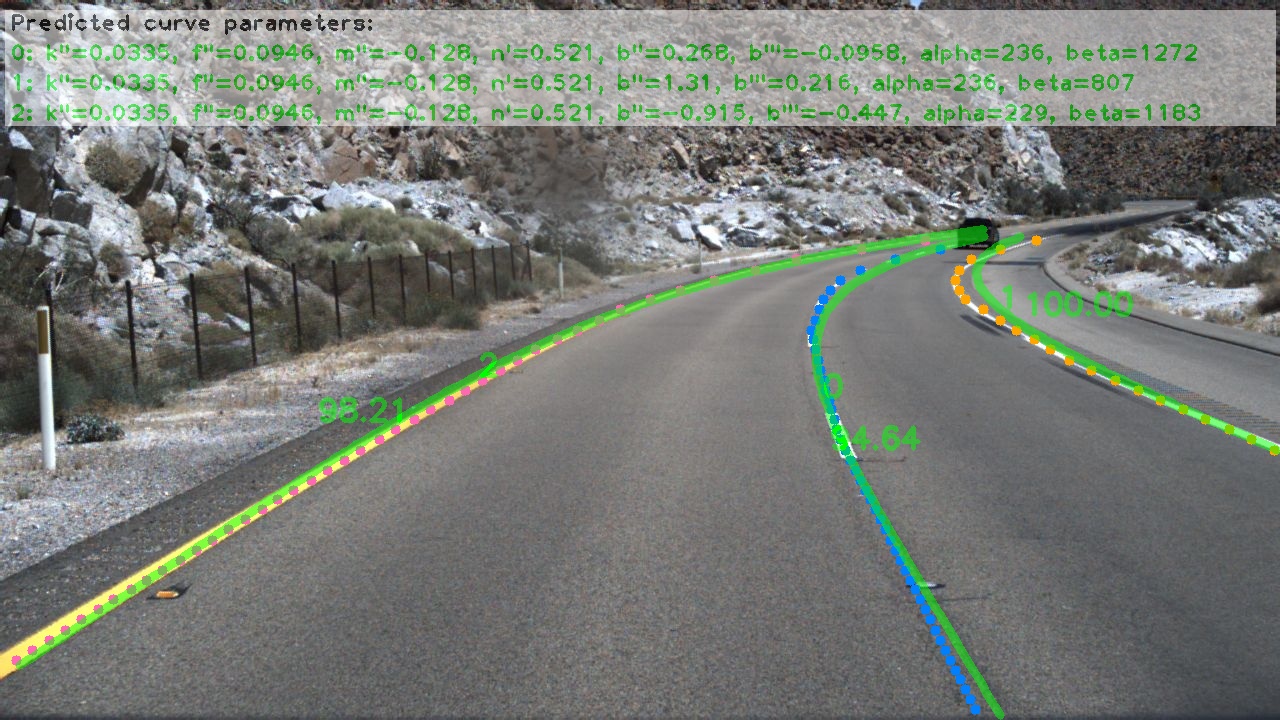 Predicted curve parameters:
0: k''=0.0335, f''=0.0946, m''=-0.128, n'=0.521, b''=0.268, b'''=-0.0958, alpha=236, beta=1272
1: k''=0.0335, f''=0.0946, m''=-0.128, n'=0.521, b''=1.31, b'''=0.216, alpha=236, beta=807
2: k''=0.0335, f''=0.0946, m''=-0.128, n'=0.521, b''=-0.915, b'''=-0.447, alpha=229, beta=1183
1
100.00
2
0
98.21
4.64